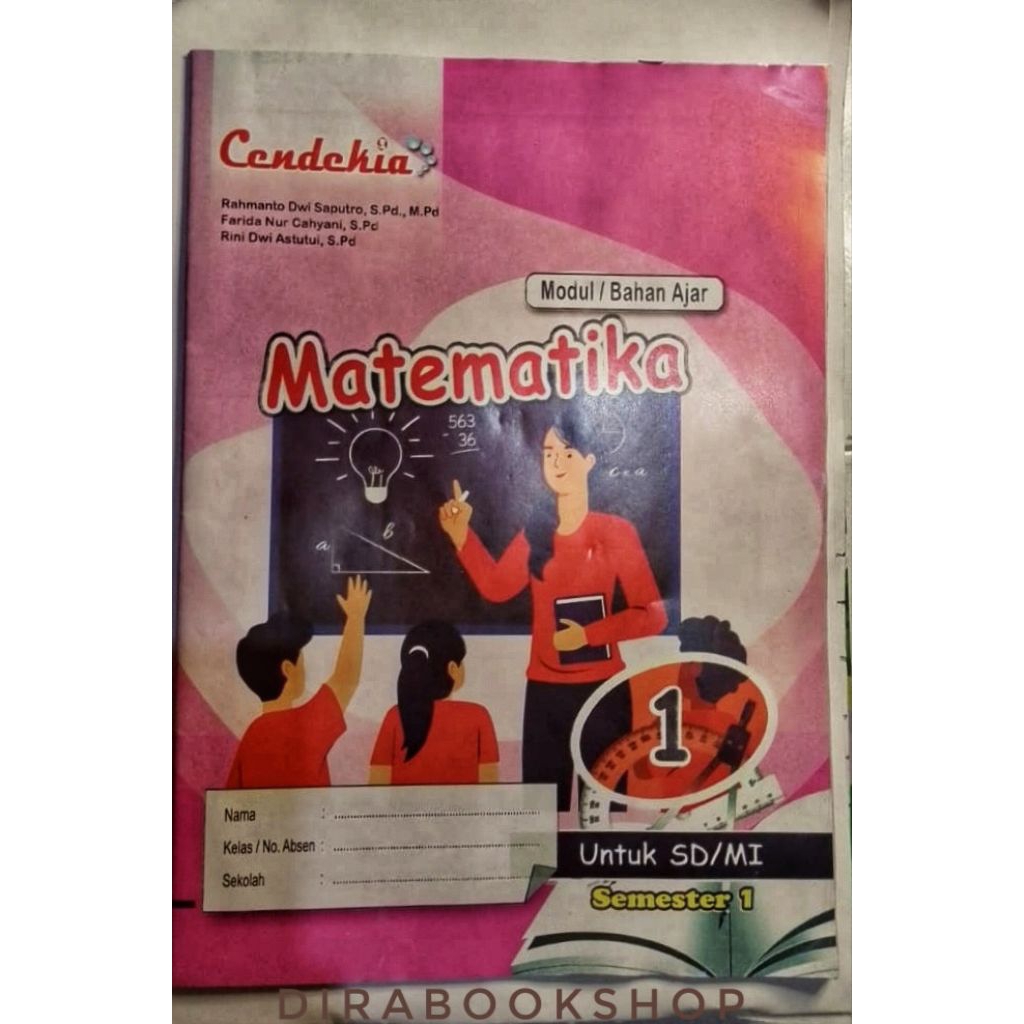 Cendekia
Rahmanto Dwi Saputro, S.Pd., M.Pd
Farida Nur Cahyani, S.Pd
Rini Dwi Astutui, S.Pd
Modul / Bahan Ajar
Matematika
563
- 36
a
b
1
Nama : ..........
Kelas / No. Absen : ..........
Sekolah : ..........
Untuk SD/MI
Semester 1
DIRABOOKSHOP